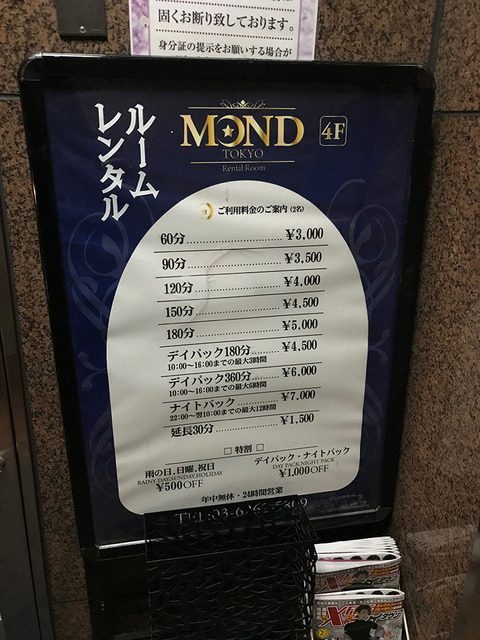 固くお断り致しております。
身分証の提示をお願いする場合が
ルーム
レンタル
MOND
TOKYO
Rental Room
4F
ご利用料金のご案内 (2名)
60分 ¥3,000
90分 ¥3,500
120分 ¥4,000
150分 ¥4,500
180分 ¥5,000
デイパック180分 ¥4,500
10:00~16:00までの最大3時間
デイパック360分 ¥6,000
10:00~16:00までの最大6時間
ナイトパック ¥7,000
22:00~翌10:00までの最大12時間
延長30分 ¥1,500
□ 特割 □
雨の日、日曜、祝日
RAINY DAY,SUNDAY,HOLIDAY
¥500OFF
デイパック・ナイトパック
DAY PACK NIGHT PACK
¥1,000OFF
年中無休・24時間営業